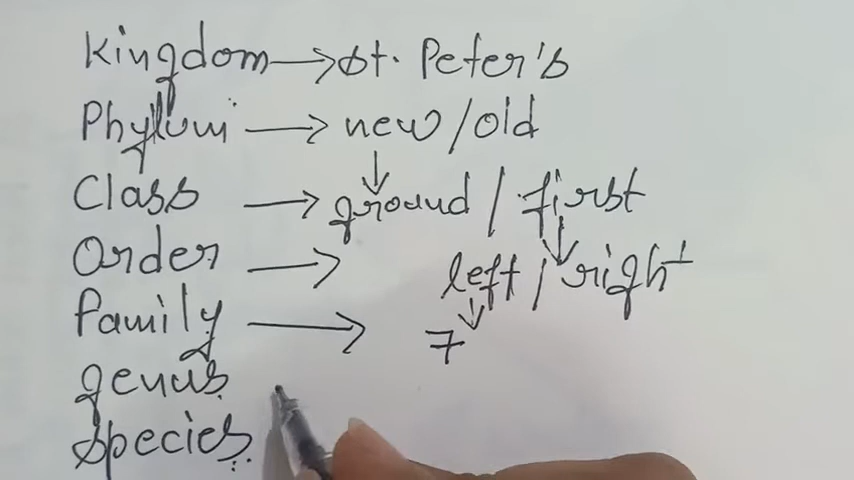 Kingdom → St. Peter's
Phylum → new/old
Class → ground / first
Order → left / right
Family → 7
genus
species